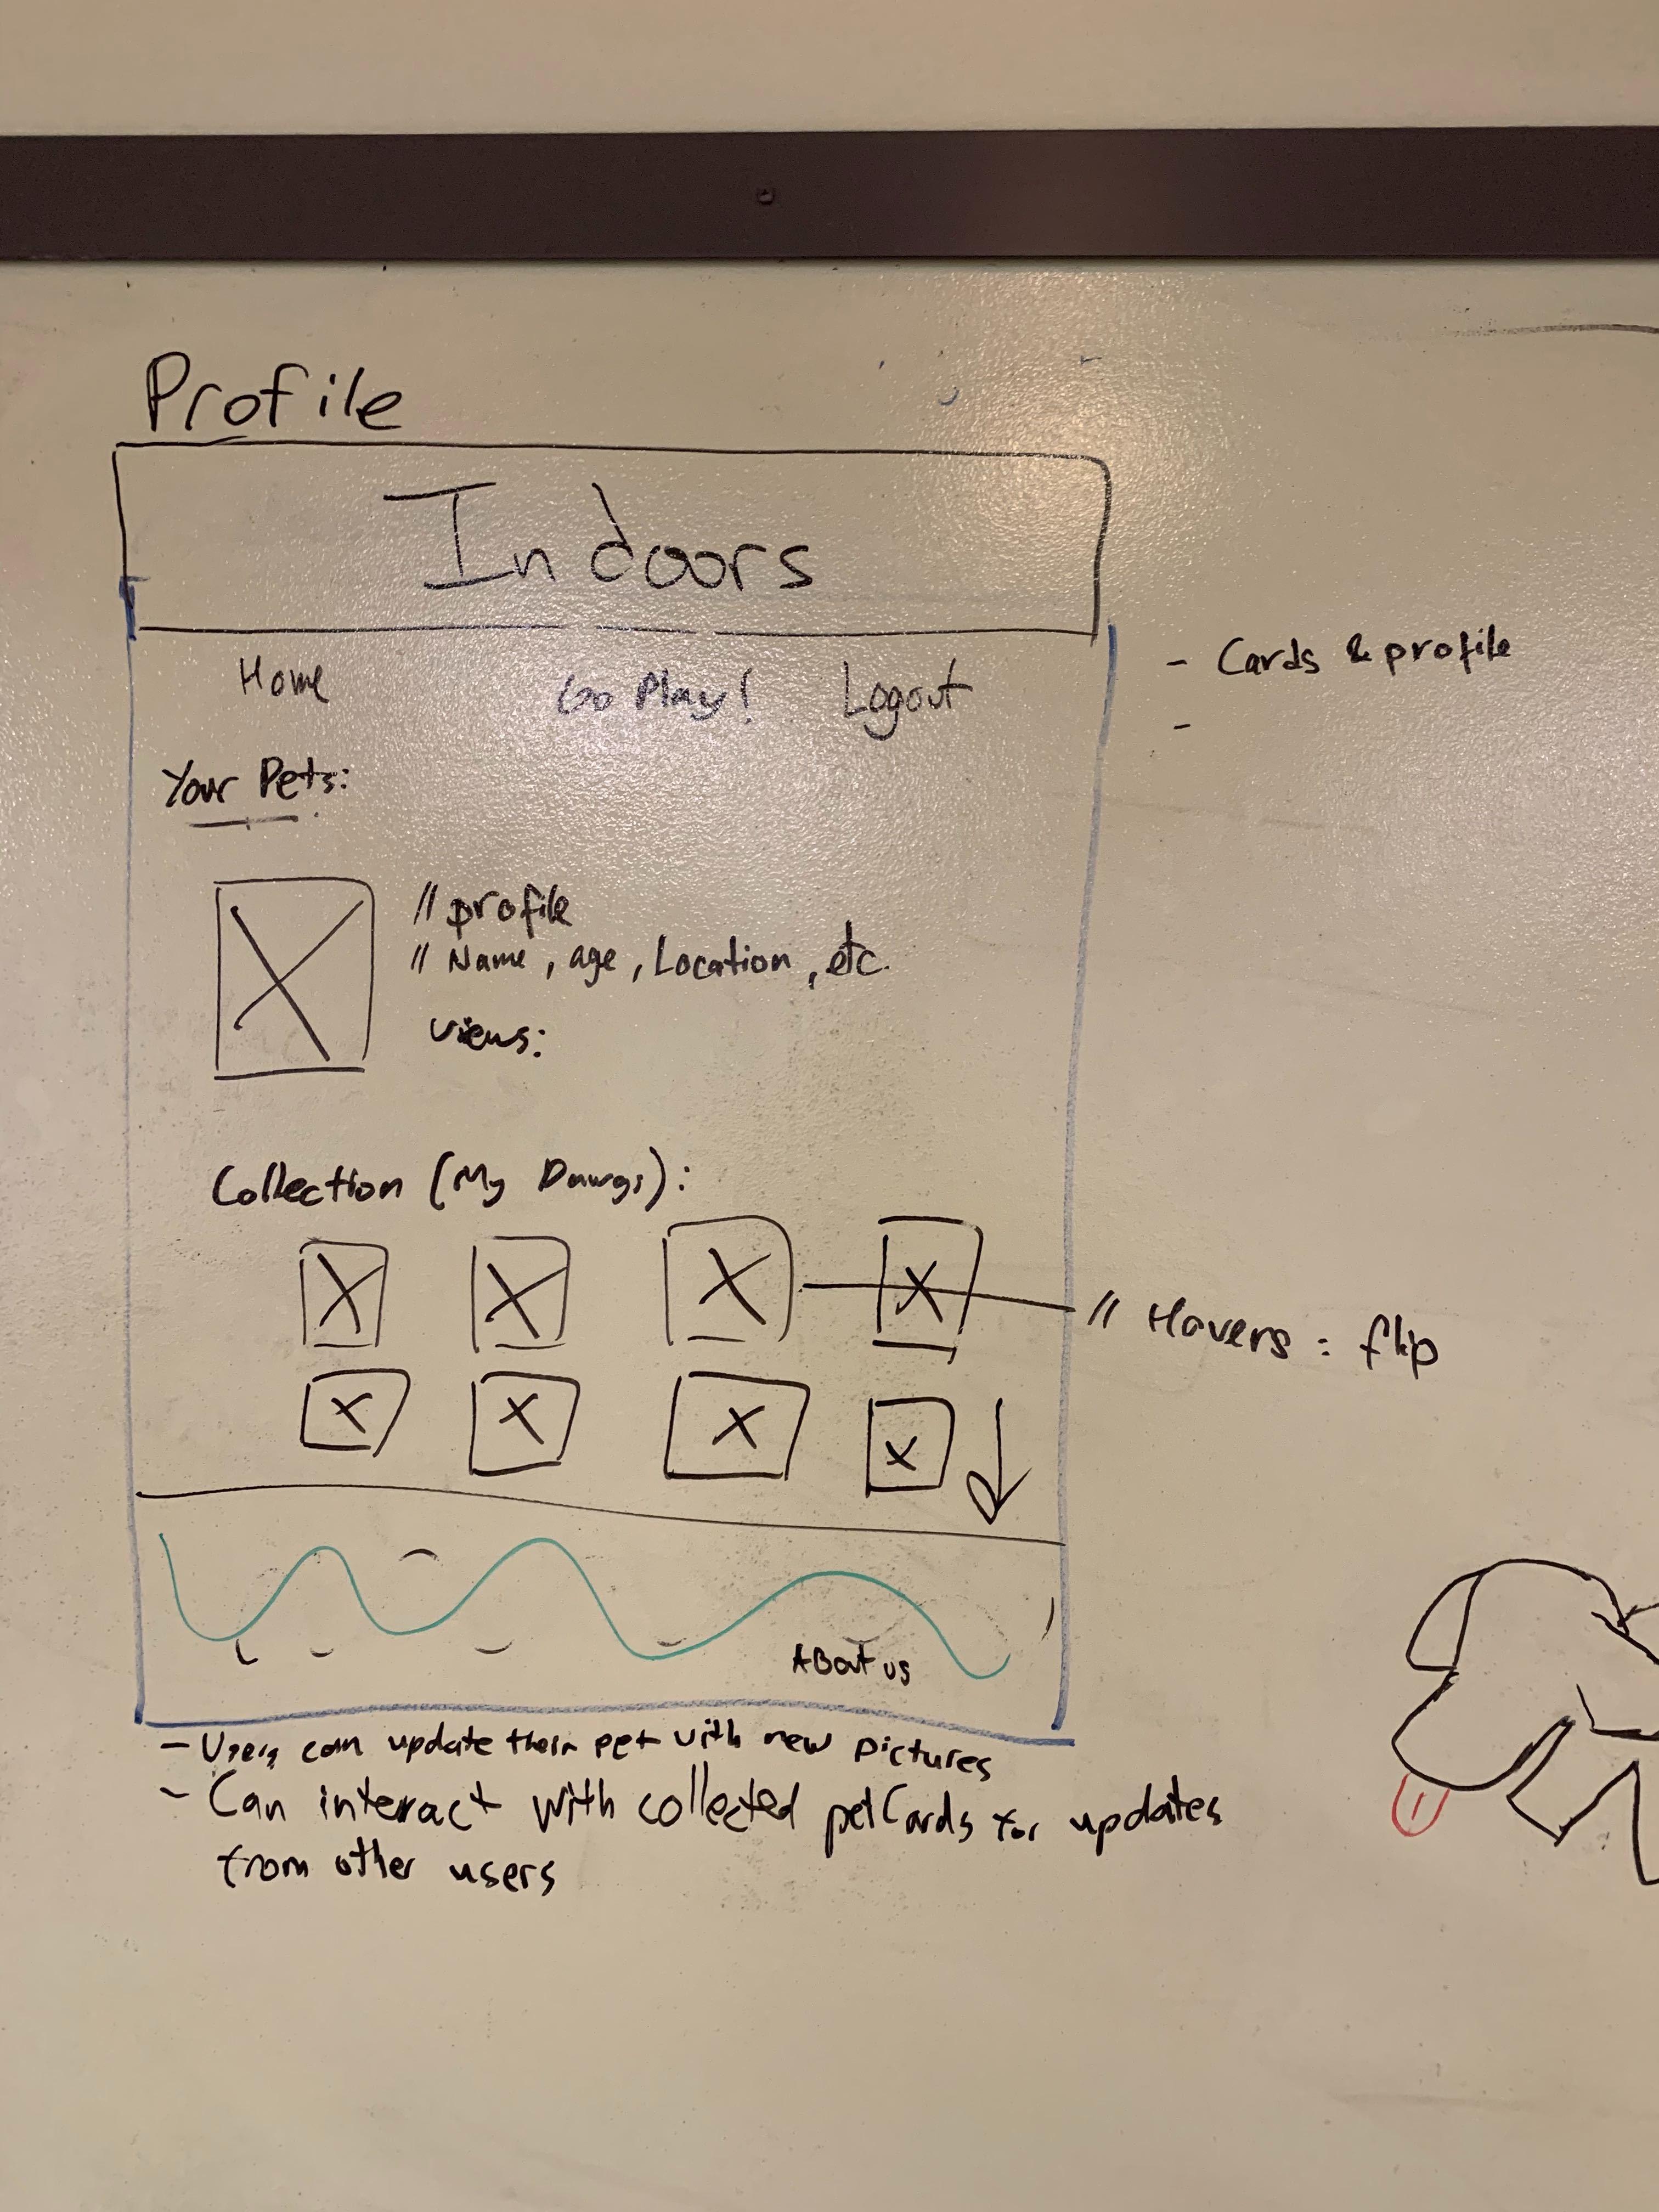 Profile
Indoors
Home Go Play! Logout
- Cards & profile
-
Your Pets:
// profile
// Name, age, Location, etc.
views:
Collection (My Dawgs):
// Hovers: flip
About us
- Users can update their pet with new pictures
- Can interact with collected petCards for updates
from other users